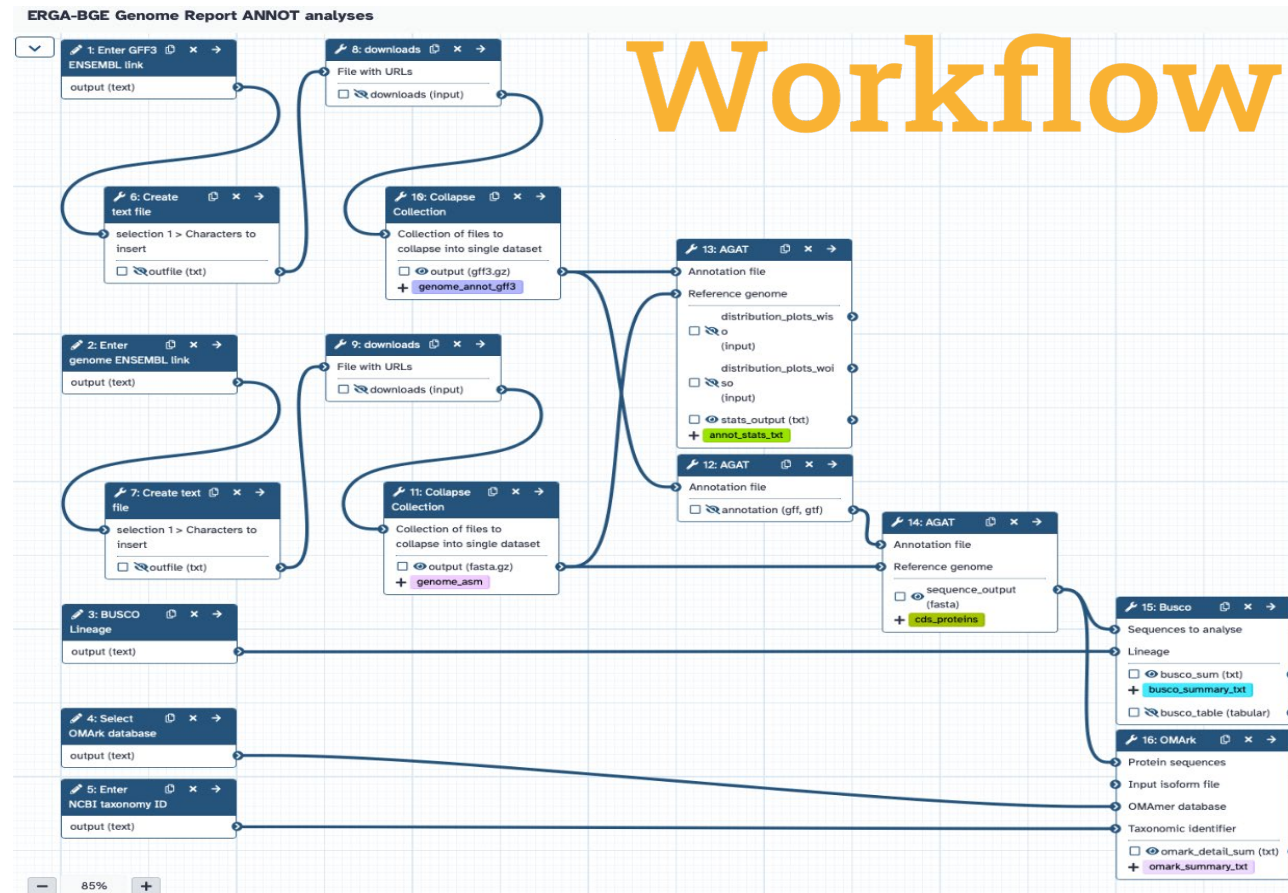 ERGA-BGE Genome Report ANNOT analyses
Workflow
1: Enter GFF3
ENSEMBL link
output (text)
8: downloads
File with URLs
downloads (input)
6: Create
text file
selection 1 > Characters to
insert
outfile (txt)
10: Collapse
Collection
Collection of files to
collapse into single dataset
output (gff3.gz)
genome_annot_gff3
13: AGAT
Annotation file
Reference genome
distribution_plots_wis
o
(input)
distribution_plots_woi
so
(input)
stats_output (txt)
annot_stats_txt
2: Enter
genome ENSEMBL link
output (text)
9: downloads
File with URLs
downloads (input)
7: Create text
file
selection 1 > Characters to
insert
outfile (txt)
11: Collapse
Collection
Collection of files to
collapse into single dataset
output (fasta.gz)
genome_asm
12: AGAT
Annotation file
annotation (gff, gtf)
14: AGAT
Annotation file
Reference genome
sequence_output
(fasta)
cds_proteins
3: BUSCO
Lineage
output (text)
15: Busco
Sequences to analyse
Lineage
busco_sum (txt)
busco_summary_txt
busco_table (tabular)
4: Select
OMArk database
output (text)
5: Enter
NCBI taxonomy ID
output (text)
16: OMArk
Protein sequences
Input isoform file
OMAmer database
Taxonomic identifier
omark_detail_sum (txt)
omark_summary_txt
85%